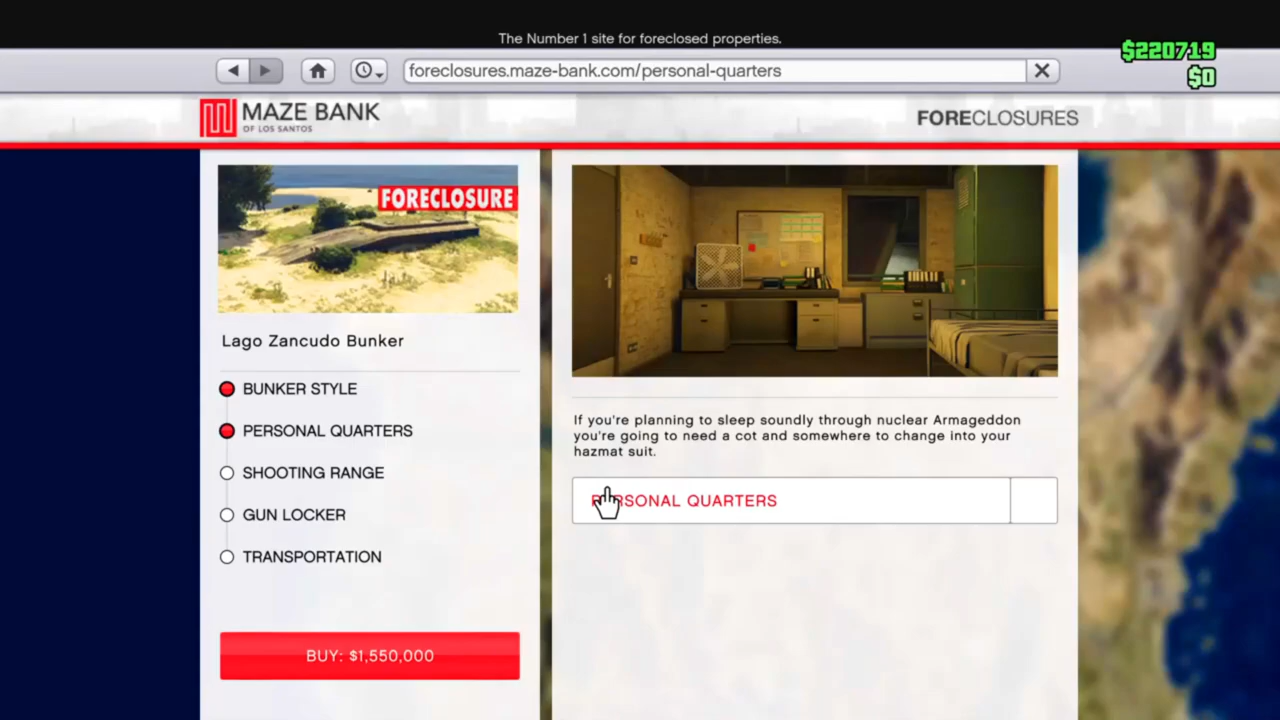 The Number 1 site for foreclosed properties.
$220719
$0
foreclosures.maze-bank.com/personal-quarters
MAZE BANK
OF LOS SANTOS
FORECLOSURES
FORECLOSURE
Lago Zancudo Bunker
BUNKER STYLE
PERSONAL QUARTERS
SHOOTING RANGE
GUN LOCKER
TRANSPORTATION
BUY: $1,550,000
If you're planning to sleep soundly through nuclear Armageddon
you're going to need a cot and somewhere to change into your
hazmat suit.
PERSONAL QUARTERS